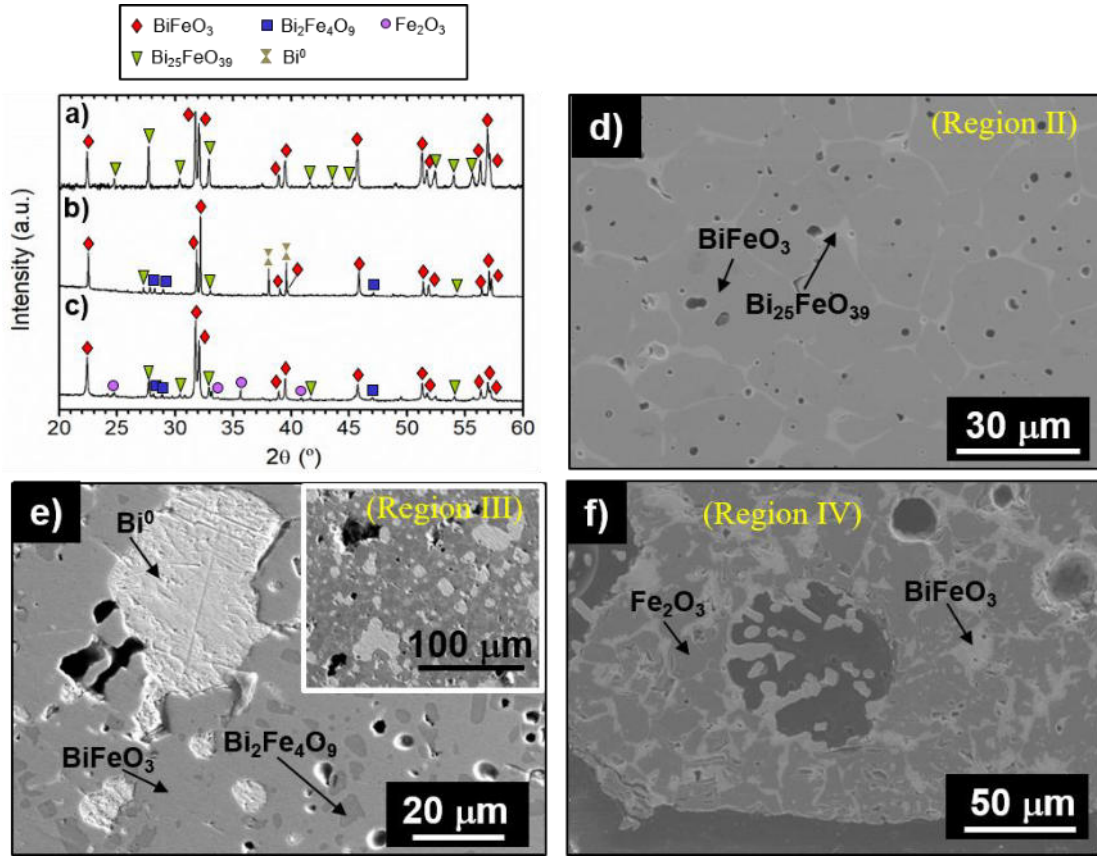 BiFeO₃ Bi₂Fe₄O₉ Fe₂O₃
Bi₂₅FeO₃₉ Bi⁰
a)
b)
c)
Intensity (a.u.)
20 25 30 35 40 45 50 55 60
2θ (º)
d)
(Region II)
BiFeO₃
Bi₂₅FeO₃₉
30 μm
e)
(Region III)
Bi⁰
100 μm
BiFeO₃
Bi₂Fe₄O₉
20 μm
f)
(Region IV)
Fe₂O₃
BiFeO₃
50 μm